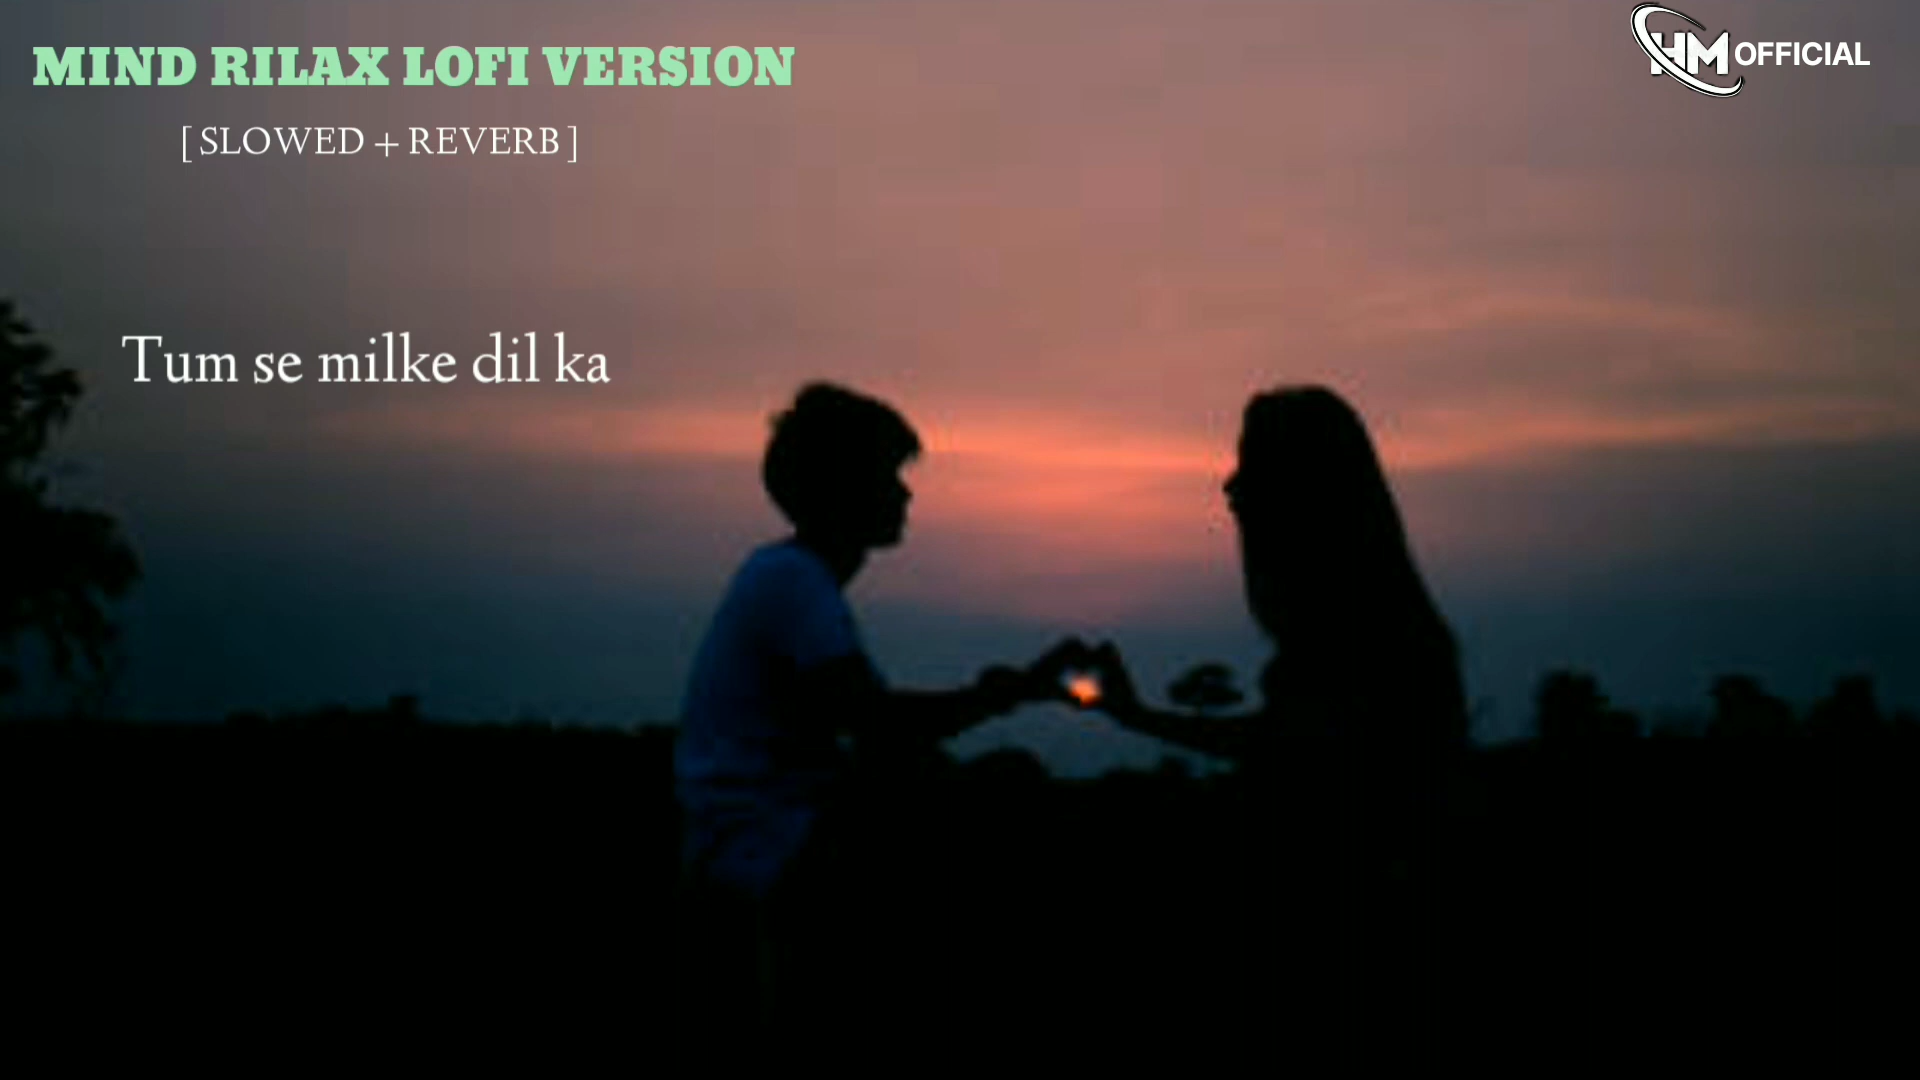 MIND RILAX LOFI VERSION
HM OFFICIAL
[ SLOWED + REVERB ]
Tum se milke dil ka